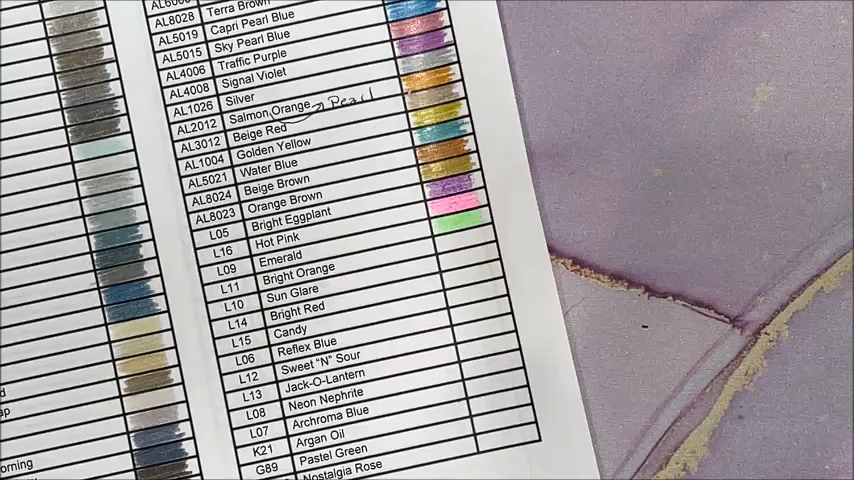 AL8028 Terra Brown
AL5019 Capri Pearl Blue
AL5015 Sky Pearl Blue
AL4006 Traffic Purple
AL4008 Signal Violet
AL1026 Silver
AL2012 Salmon Orange → Pearl
AL3012 Beige Red
AL1004 Golden Yellow
AL5021 Water Blue
AL8024 Beige Brown
AL8023 Orange Brown
L05 Bright Eggplant
L16 Hot Pink
L09 Emerald
L11 Bright Orange
L10 Sun Glare
L14 Bright Red
L15 Candy
L06 Reflex Blue
L12 Sweet “N” Sour
L13 Jack-O-Lantern
L08 Neon Nephrite
L07 Archroma Blue
K21 Argan Oil
G89 Pastel Green
Nostalgia Rose